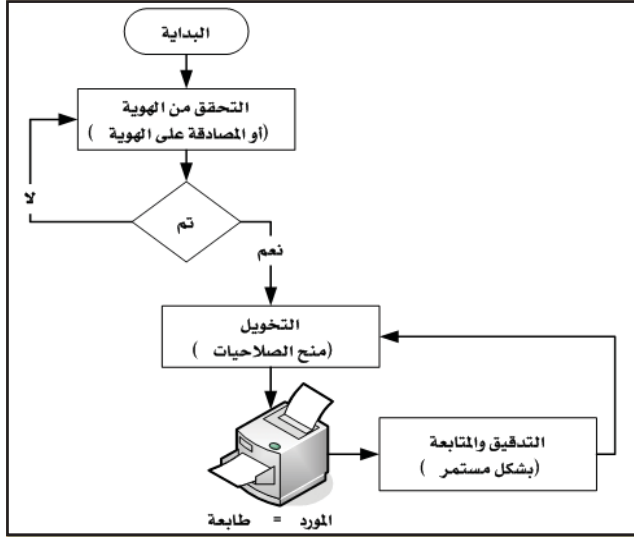 البداية
التحقق من الهوية
(أو المصادقة على الهوية )
لا
تم
نعم
التخويل
(منح الصلاحيات )
التدقيق والمتابعة
(بشكل مستمر )
المورد = طابعة